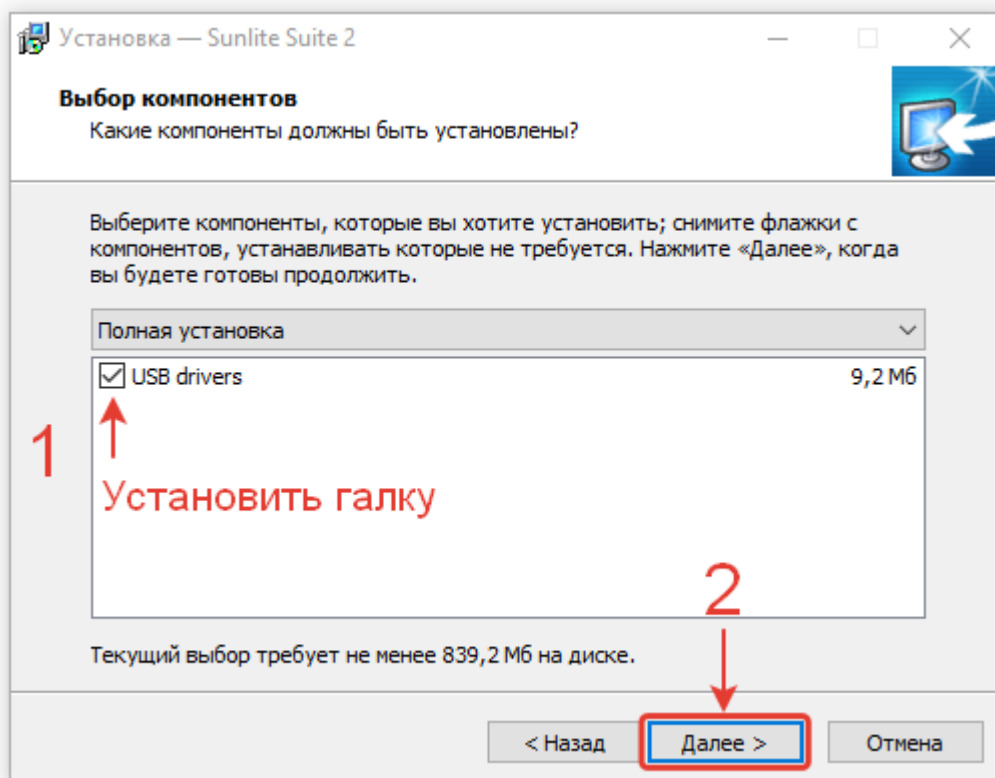 Установка — Sunlite Suite 2
Выбор компонентов
Какие компоненты должны быть установлены?
Выберите компоненты, которые вы хотите установить; снимите флажки с
компонентов, устанавливать которые не требуется. Нажмите «Далее», когда
вы будете готовы продолжить.
Полная установка
USB drivers 9,2 Мб
1
Установить галку
2
Текущий выбор требует не менее 839,2 Мб на диске.
< Назад Далее > Отмена